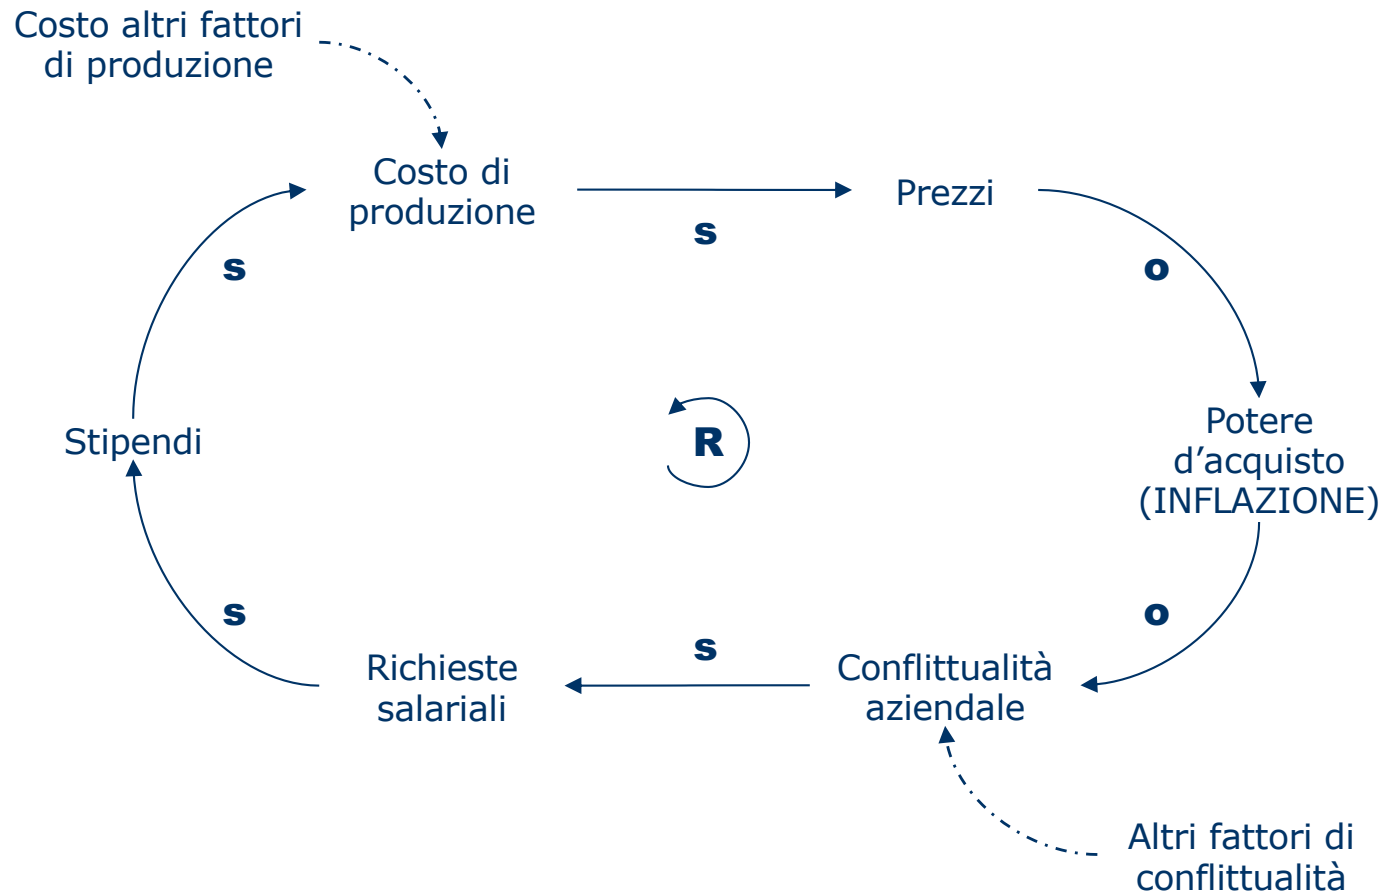 Costo altri fattori
di produzione
Costo di
produzione
s
Prezzi
s
o
Stipendi
R
Potere
d’acquisto
(INFLAZIONE)
s
Richieste
salariali
s
Conflittualità
aziendale
o
Altri fattori di
conflittualità